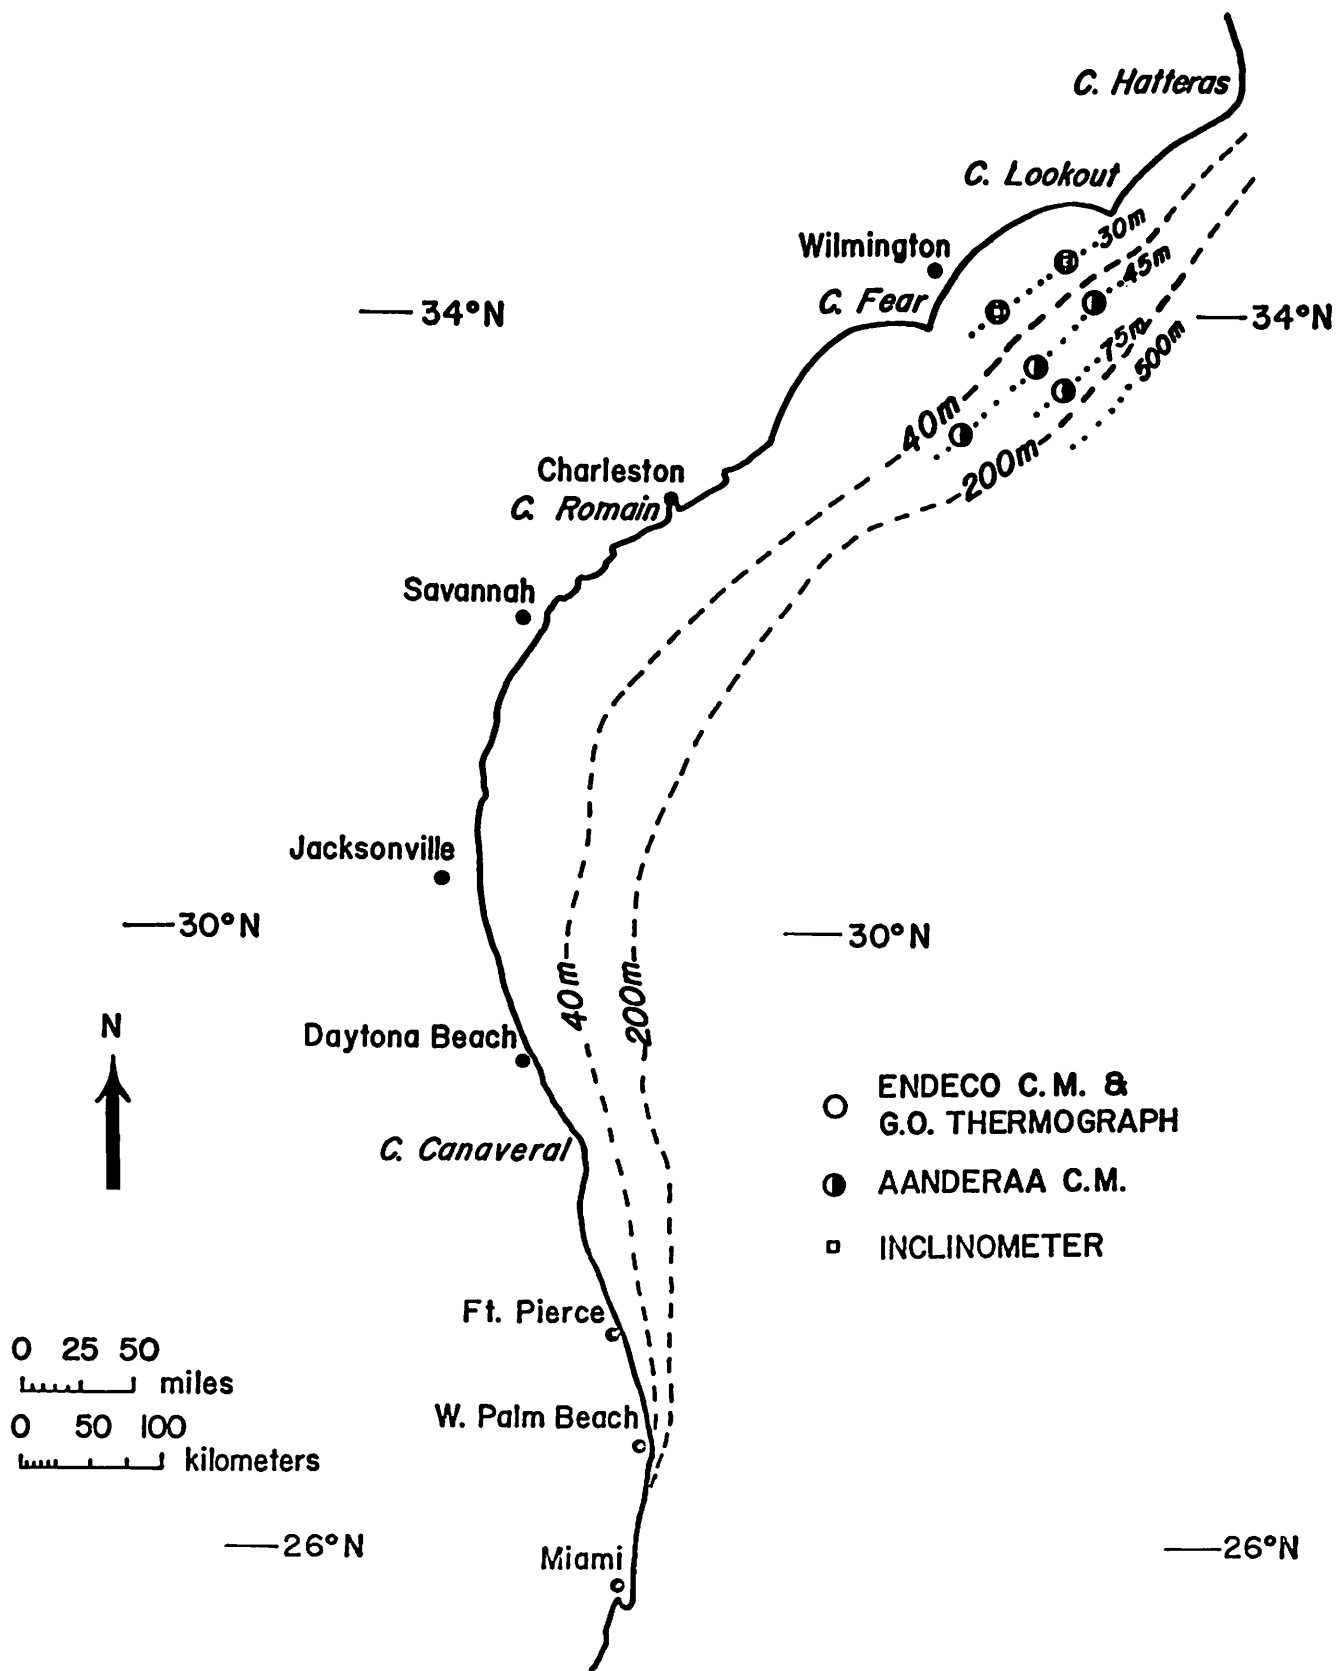 C. Hatteras
C. Lookout
30m
Wilmington
45m
C. Fear
34°N
34°N
75m
500m
40m
200m
Charleston
C. Romain
Savannah
Jacksonville
30°N
30°N
40m
200m
N
Daytona Beach
ENDECO C.M. &
G.O. THERMOGRAPH
C. Canaveral
AANDERAA C.M.
INCLINOMETER
Ft. Pierce
0 25 50
miles
W. Palm Beach
0 50 100
kilometers
26°N
26°N
Miami